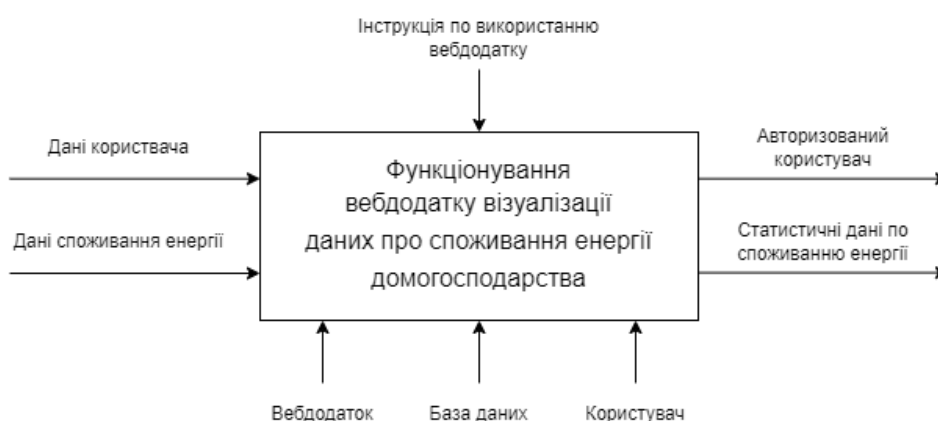 Інструкція по використанню
вебдодатку
Дані користвача
Дані споживання енергії
Функціонування
вебдодатку візуалізації
даних про споживання енергії
домогосподарства
Авторизований
користувач
Статистичні дані по
споживанню енергії
Вебдодаток
База даних
Користувач